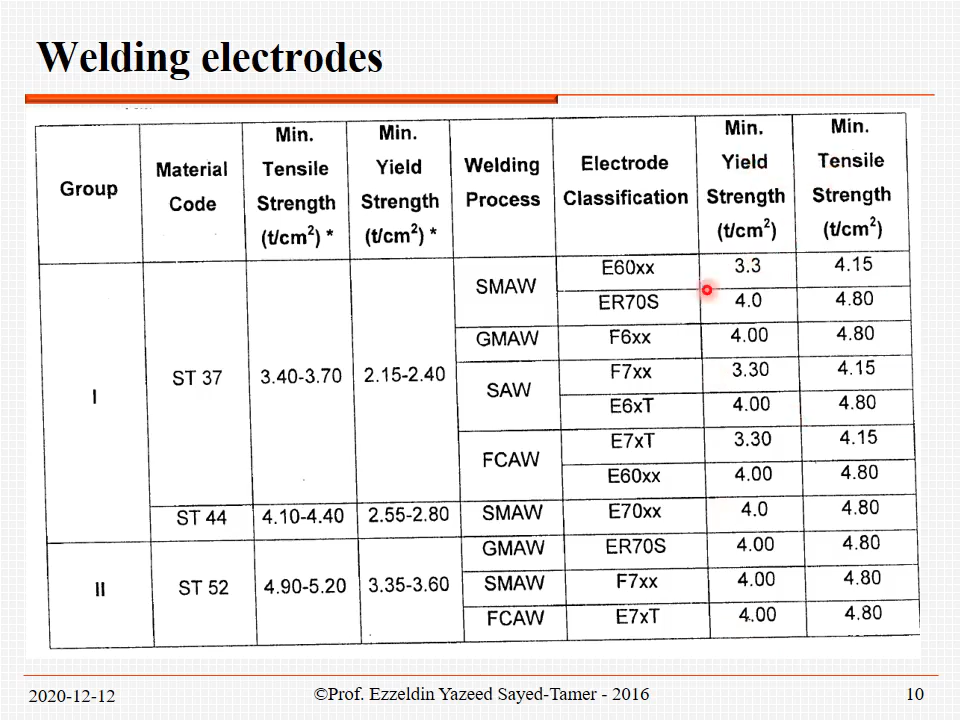 Welding electrodes
Group
Material Code
Min. Tensile Strength (t/cm²) *
Min. Yield Strength (t/cm²) *
Welding Process
Electrode Classification
Min. Yield Strength (t/cm²)
Min. Tensile Strength (t/cm²)
I
ST 37 3.40-3.70 2.15-2.40
SMAW
E60xx 3.3 4.15
ER70S 4.0 4.80
GMAW F6xx 4.00 4.80
SAW
F7xx 3.30 4.15
E6xT 4.00 4.80
FCAW
E7xT 3.30 4.15
E60xx 4.00 4.80
ST 44 4.10-4.40 2.55-2.80 SMAW E70xx 4.0 4.80
II
ST 52 4.90-5.20 3.35-3.60
GMAW ER70S 4.00 4.80
SMAW F7xx 4.00 4.80
FCAW E7xT 4.00 4.80
2020-12-12
©Prof. Ezzeldin Yazeed Sayed-Tamer - 2016
10